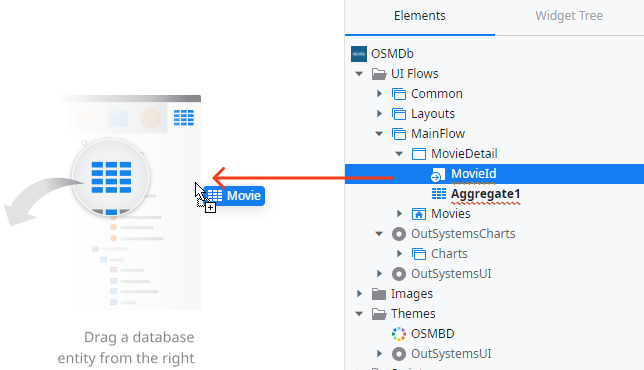 Elements
Widget Tree
OSMDb
UI Flows
Common
Layouts
MainFlow
MovieDetail
MovieId
Aggregate1
Movies
OutSystemsCharts
Charts
OutSystemsUI
Images
Themes
OSMBD
OutSystemsUI
Movie
Drag a database
entity from the right